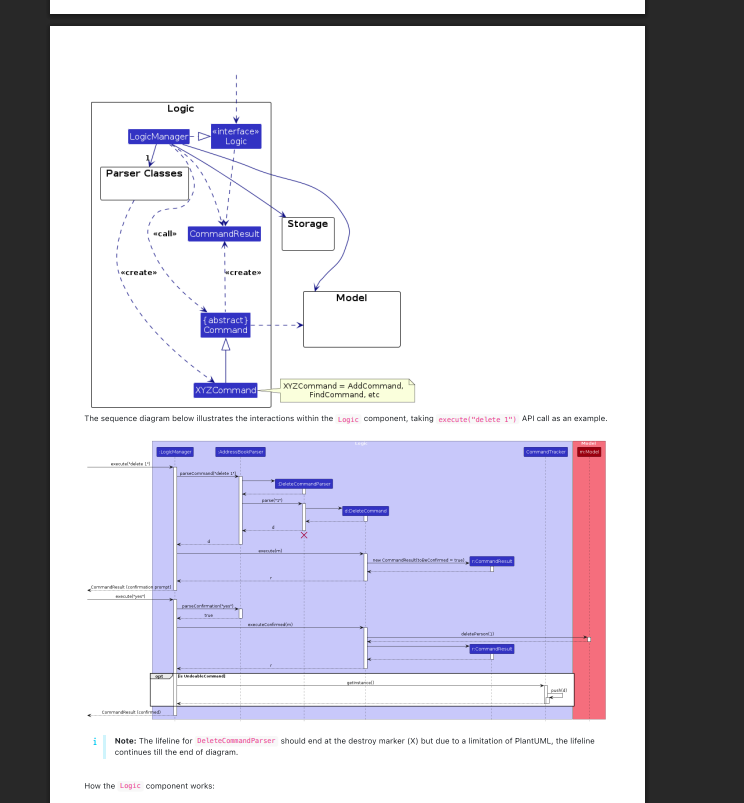 Logic
LogicManager
«interface»
Logic
1
Parser Classes
Storage
CommandResult
«call»
«create»
«create»
Model
{abstract}
Command
XYZCommand
XYZCommand = AddCommand,
FindCommand, etc
The sequence diagram below illustrates the interactions within the Logic component, taking execute("delete 1") API call as an example.
Logic
Model
:LogicManager
:AddressBookParser
:CommandTracker
m:Model
execute("delete 1")
parseCommand("delete 1")
:DeleteCommandParser
parse("1")
d:DeleteCommand
d
d
execute(m)
new CommandResult(toBeConfirmed = true)
r:CommandResult
r
CommandResult (confirmation prompt)
execute("yes")
parseConfirmation("yes")
true
executeConfirmed(m)
deletePerson(1)
r:CommandResult
r
opt
[is UndoableCommand]
getInstance()
push(d)
CommandResult (confirmed)
i
Note: The lifeline for DeleteCommandParser should end at the destroy marker (X) but due to a limitation of PlantUML, the lifeline
continues till the end of diagram.
How the Logic component works: